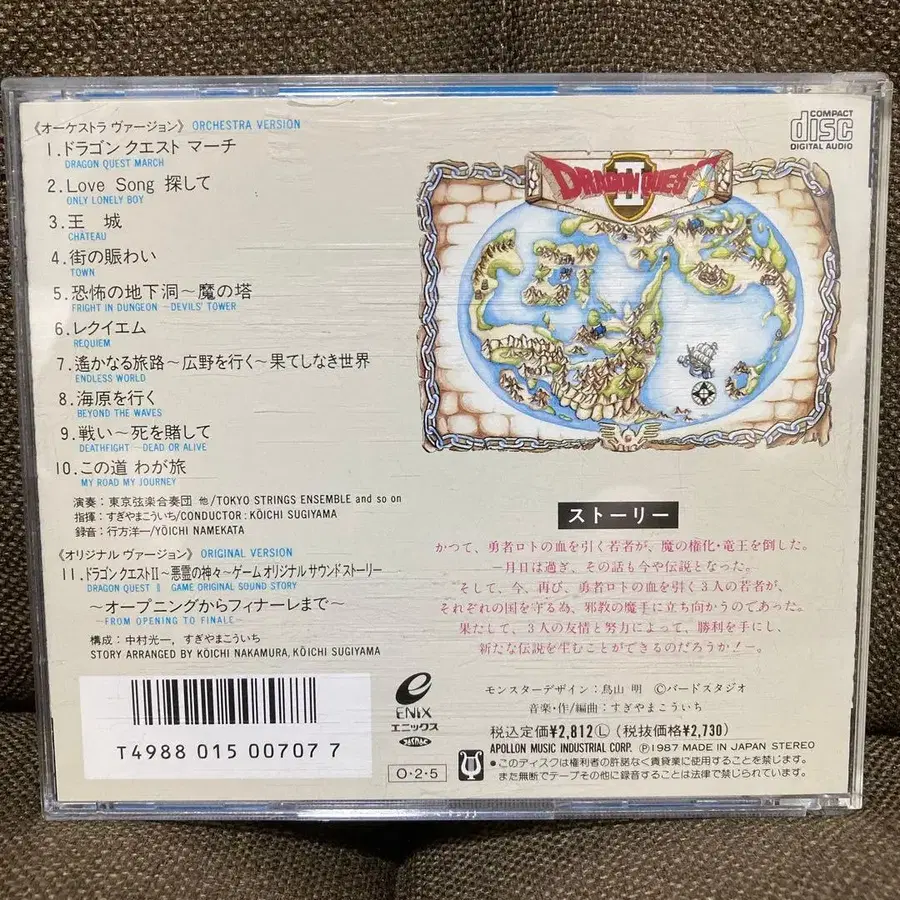 《オーケストラ ヴァージョン》 ORCHESTRA VERSION
1.ドラゴン クエスト マーチ
DRAGON QUEST MARCH
2.Love Song 探して
ONLY LONELY BOY
3.王 城
CHATEAU
4.街の賑わい
TOWN
5.恐怖の地下洞〜魔の塔
FRIGHT IN DUNGEON—DEVILS' TOWER
6.レクイエム
REQUIEM
7.遙かなる旅路〜広野を行く〜果てしなき世界
ENDLESS WORLD
8.海原を行く
BEYOND THE WAVES
9.戦い〜死を賭して
DEATHFIGHT—DEAD OR ALIVE
10.この道 わが旅
MY ROAD MY JOURNEY
演奏:東京弦楽合奏団 他/TOKYO STRINGS ENSEMBLE and so on
指揮:すぎやまこういち/CONDUCTOR:KŌICHI SUGIYAMA
録音:行方洋一/YŌICHI NAMEKATA
《オリジナル ヴァージョン》 ORIGINAL VERSION
11.ドラゴンクエストII〜悪霊の神々〜ゲームオリジナルサウンドストーリー
DRAGON QUEST II GAME ORIGINAL SOUND STORY
〜オープニングからフィナーレまで〜
—FROM OPENING TO FINALE—
構成:中村光一,すぎやまこういち
STORY ARRANGED BY KOICHI NAKAMURA, KŌICHI SUGIYAMA
T4988 015 00707 7
e
ENIX
エニックス
JASRAC
O・2・5
COMPACT
disc
DIGITAL AUDIO
DRAGON QUEST
II
ストーリー
かつて、勇者ロトの血を引く若者が、魔の権化・竜王を倒した。
—月日は過ぎ、その話も今や伝説となった。
そして、今、再び、勇者ロトの血を引く3人の若者が、
それぞれの国を守る為、邪教の魔手に立ち向かうのであった。
果たして、3人の友情と努力によって、勝利を手にし、
新たな伝説を生むことができるのだろうか!—。
モンスターデザイン:鳥山 明 Ⓒバードスタジオ
音楽・作/編曲:すぎやまこういち
税込定価¥2,812Ⓛ(税抜価格¥2,730)
APOLLON MUSIC INDUSTRIAL CORP. Ⓟ1987 MADE IN JAPAN STEREO
●このディスクは権利者の許諾なく賃貸業に使用することを禁じます。
また無断でテープその他に録音することは法律で禁じられています。